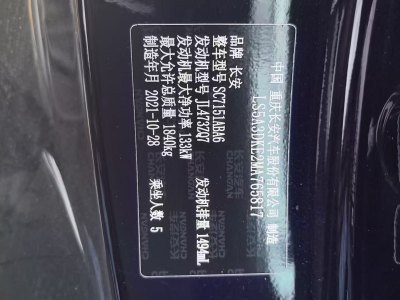 中国 重庆长安汽车股份有限公司 制造
LS5A3DKE2MA765817
品牌 长安
整车型号 SC7151ABA6
发动机型号 JL473ZQ7 发动机排量 1494mL
发动机最大净功率 133kW
最大允许总质量 1840kg
制造年月 2021-10-28 乘坐人数 5